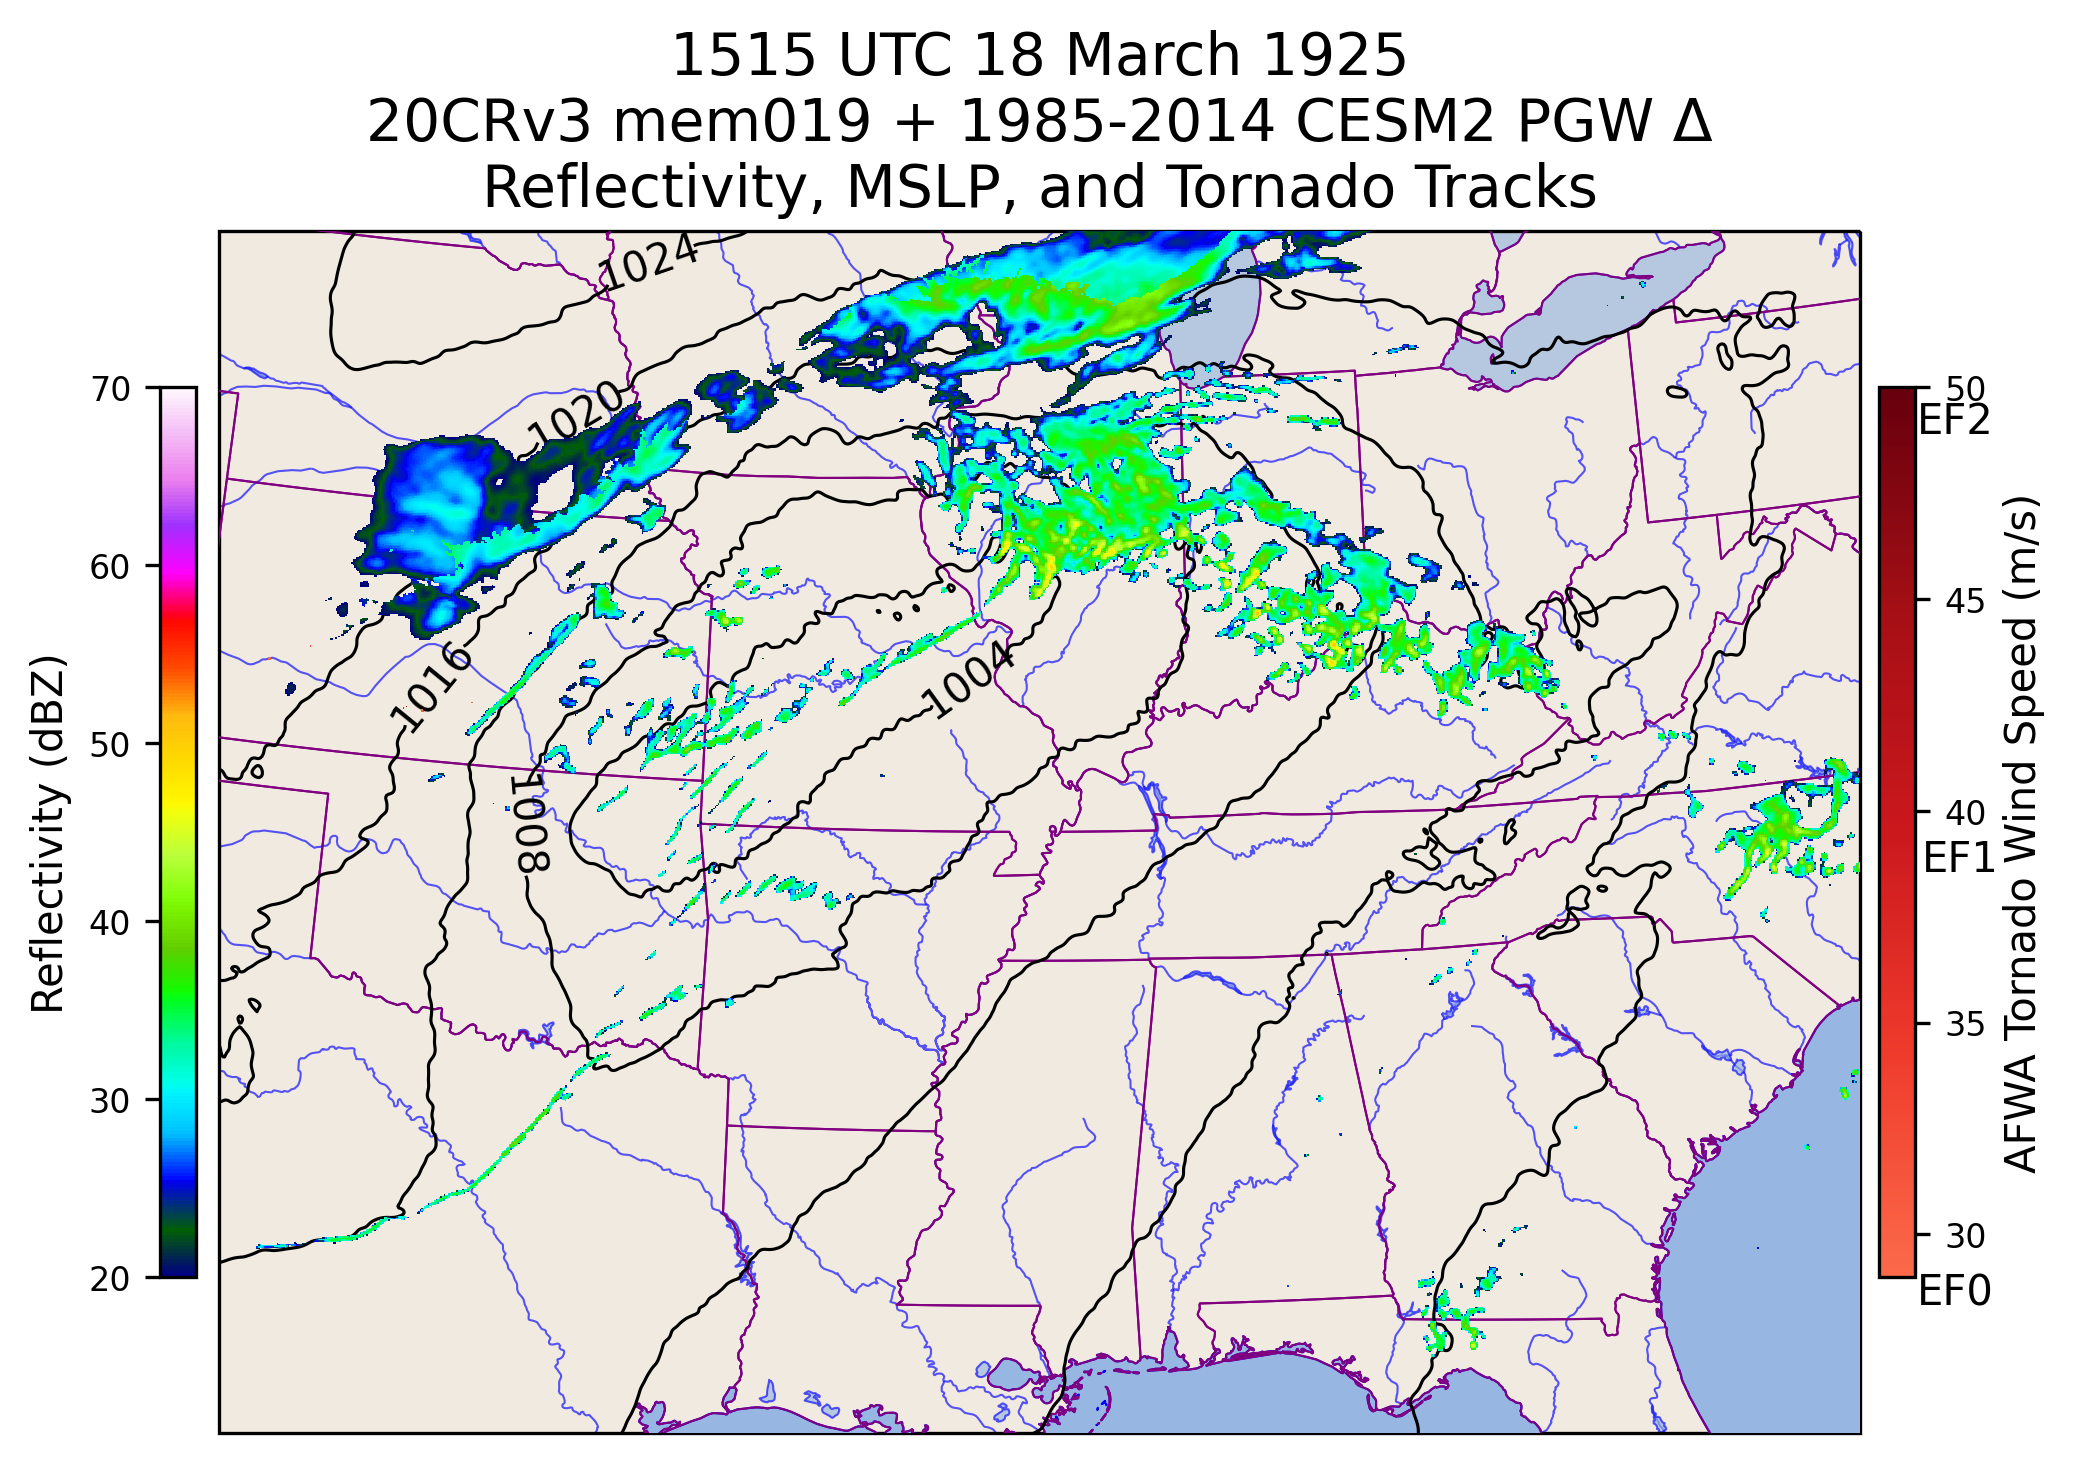 1515 UTC 18 March 1925
20CRv3 mem019 + 1985-2014 CESM2 PGW Δ
Reflectivity, MSLP, and Tornado Tracks
1024
1020
1016
1008
1004
70
60
50
40
30
20
Reflectivity (dBZ)
50
EF2
45
40
EF1
35
30
EF0
AFWA Tornado Wind Speed (m/s)